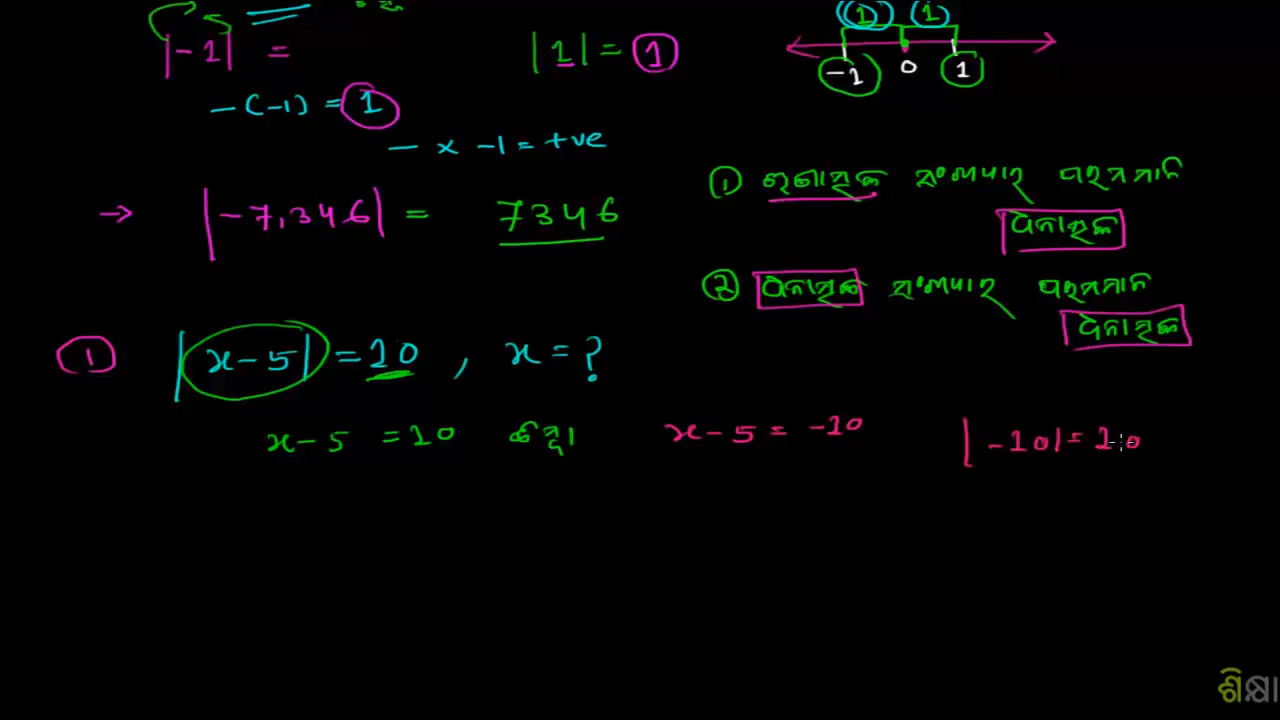 (1) (1)
|-1| = |1| = 1
-1 0 1
-(-1) = 1
- x -1 = +ve
① ଋଣାତ୍ମକ ସଂଖ୍ୟାର ପରମମାନ
ଧନାତ୍ମକ
→ |-7,346| = 7346
② ଧନାତ୍ମକ ସଂଖ୍ୟାର ପରମମାନ
ଧନାତ୍ମକ
① |x-5| = 10 , x = ?
x-5 = 10 କିମ୍ବା x-5 = -10 |-10| = 10
ଶିକ୍ଷା